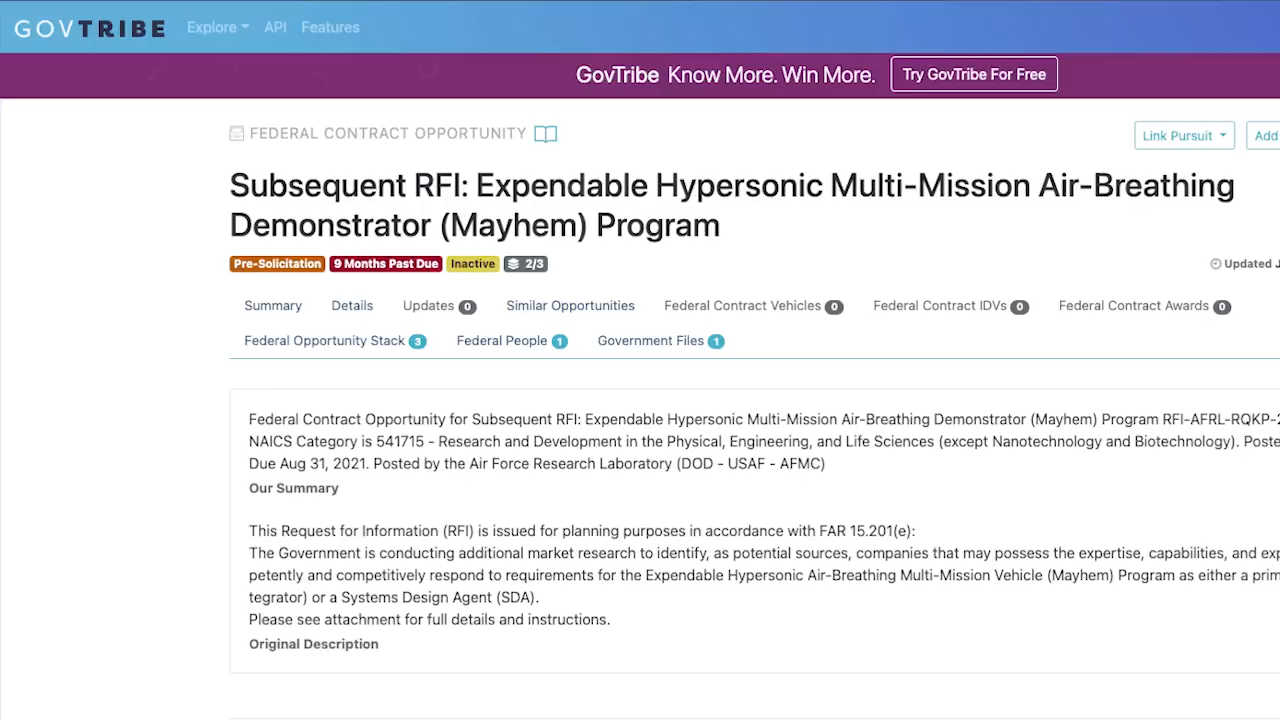 GOVTRIBE Explore API Features
GovTribe Know More. Win More. Try GovTribe For Free
FEDERAL CONTRACT OPPORTUNITY
Link Pursuit Add
Subsequent RFI: Expendable Hypersonic Multi-Mission Air-Breathing
Demonstrator (Mayhem) Program
Pre-Solicitation 9 Months Past Due Inactive 2/3 Updated J
Summary Details Updates 0 Similar Opportunities Federal Contract Vehicles 0 Federal Contract IDVs 0 Federal Contract Awards 0
Federal Opportunity Stack 3 Federal People 1 Government Files 1
Federal Contract Opportunity for Subsequent RFI: Expendable Hypersonic Multi-Mission Air-Breathing Demonstrator (Mayhem) Program RFI-AFRL-RQKP-2
NAICS Category is 541715 - Research and Development in the Physical, Engineering, and Life Sciences (except Nanotechnology and Biotechnology). Poste
Due Aug 31, 2021. Posted by the Air Force Research Laboratory (DOD - USAF - AFMC)
Our Summary
This Request for Information (RFI) is issued for planning purposes in accordance with FAR 15.201(e):
The Government is conducting additional market research to identify, as potential sources, companies that may possess the expertise, capabilities, and exp
petently and competitively respond to requirements for the Expendable Hypersonic Air-Breathing Multi-Mission Vehicle (Mayhem) Program as either a prim
tegrator) or a Systems Design Agent (SDA).
Please see attachment for full details and instructions.
Original Description